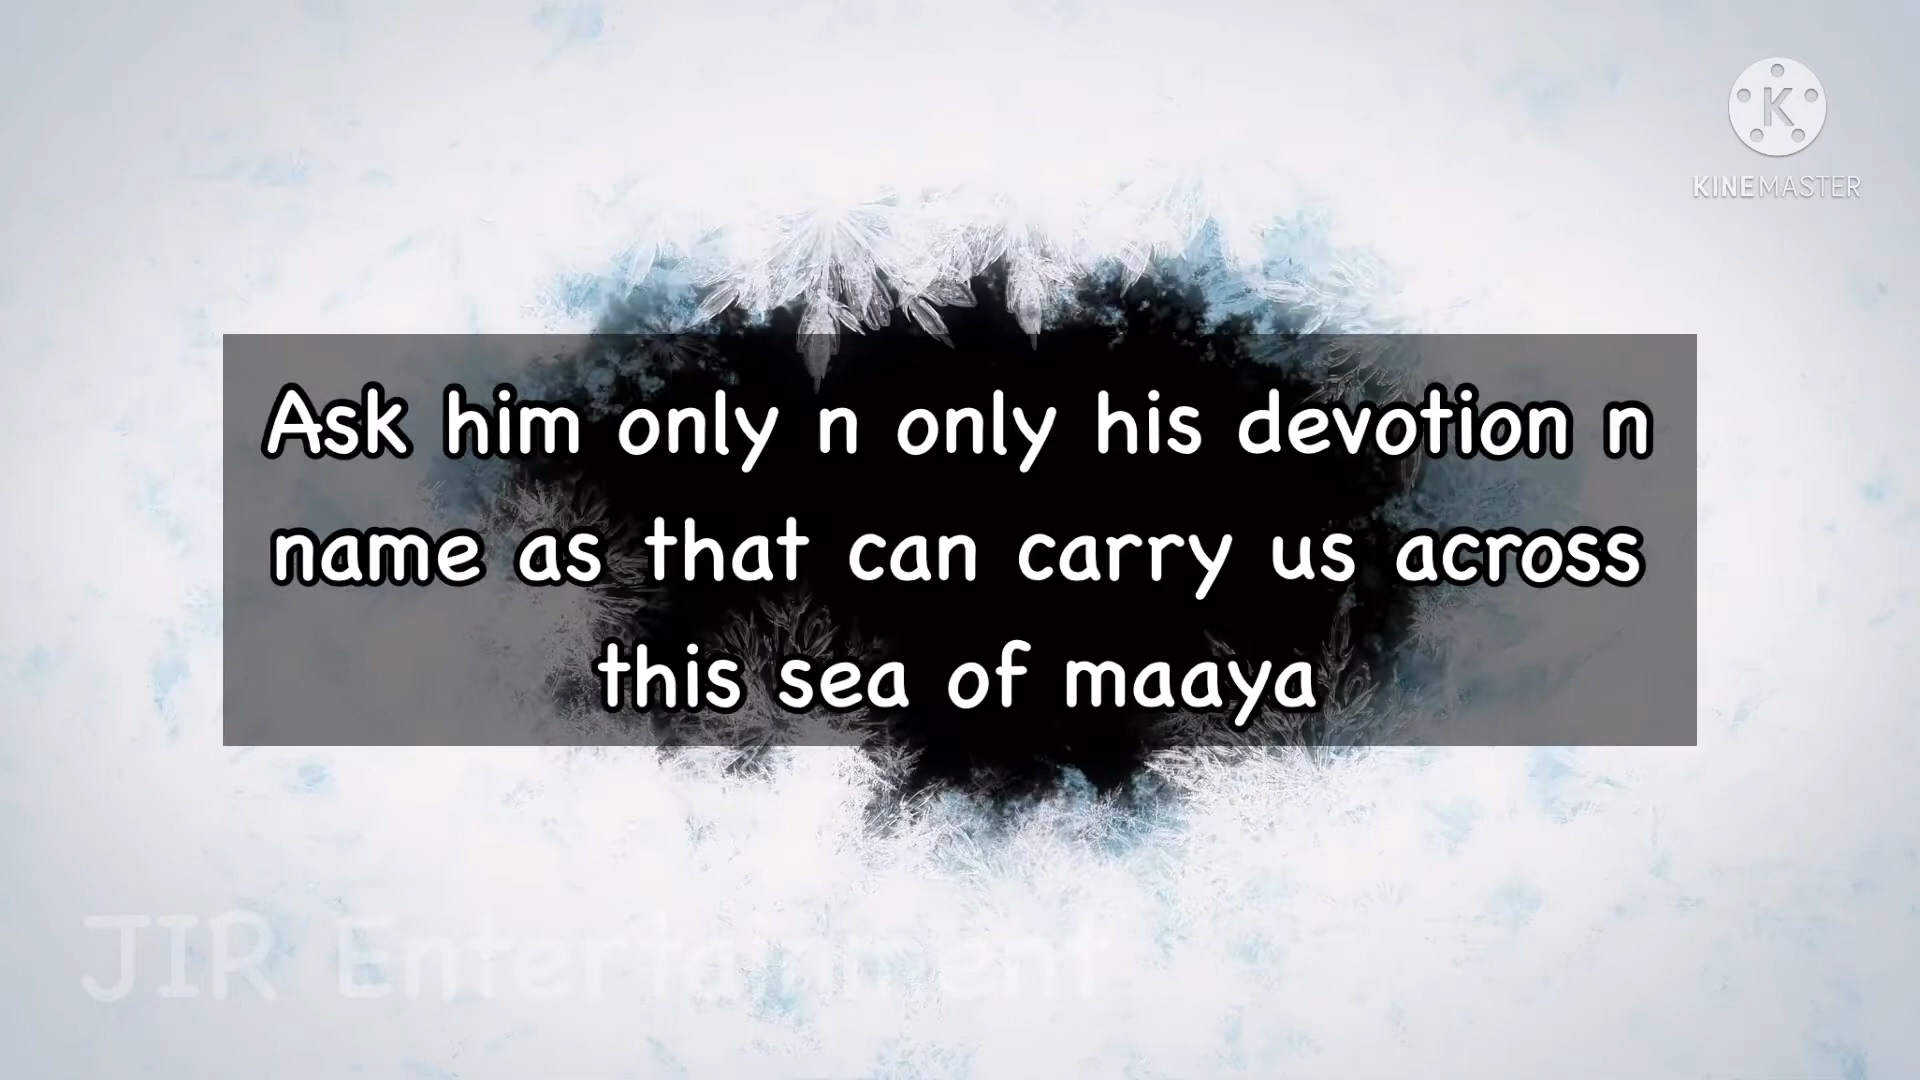 K
KINEMASTER
Ask him only n only his devotion n
name as that can carry us across
this sea of maaya
JIR Entertainment